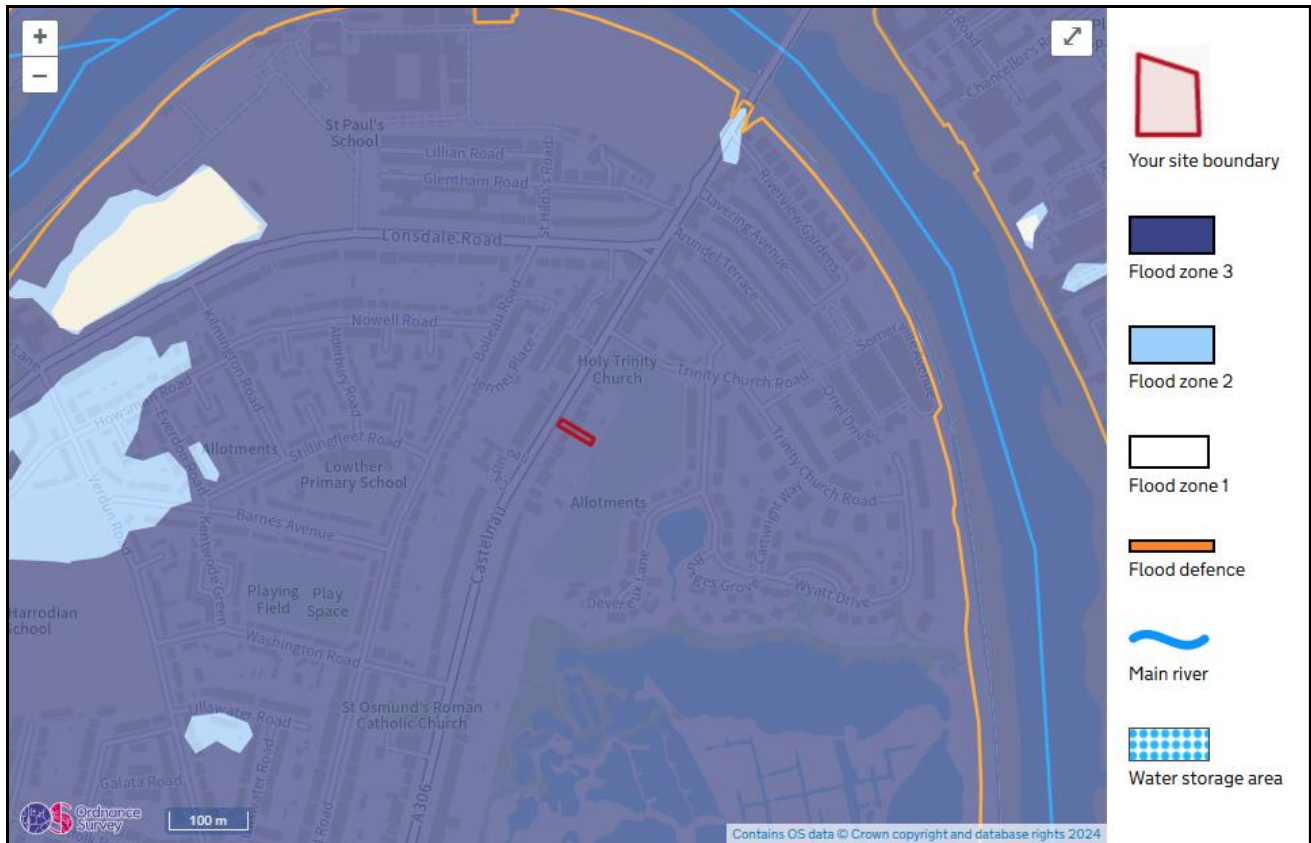 +
−
St Paul's
School
Lillian Road
Glentham Road
St Hilda's Road
Lonsdale Road
Clavering Avenue
Riverview Gardens
Arundel Terrace
Chancellor's
Lane
Kilmington Road
Nowell Road
Alderbury Road
Boileau Road
Jenner Place
Holy Trinity
Church
Trinity Church Road
Somerville Avenue
Oriel Drive
Trinity Church Road
Howsman Road
Everdon Road
Allotments
Stillingfleet Road
Lowther
Primary School
Verdun Road
Barnes Avenue
Kentwode Green
Castelnau
Allotments
Cartwright Way
Wyatt Drive
Playing
Field
Play
Space
Harrodian
School
Washington Road
Ullswater Road
St Osmund's Roman
Catholic Church
Galata Road
A306
Ordnance
Survey
100 m
Contains OS data © Crown copyright and database rights 2024
Your site boundary
Flood zone 3
Flood zone 2
Flood zone 1
Flood defence
Main river
Water storage area